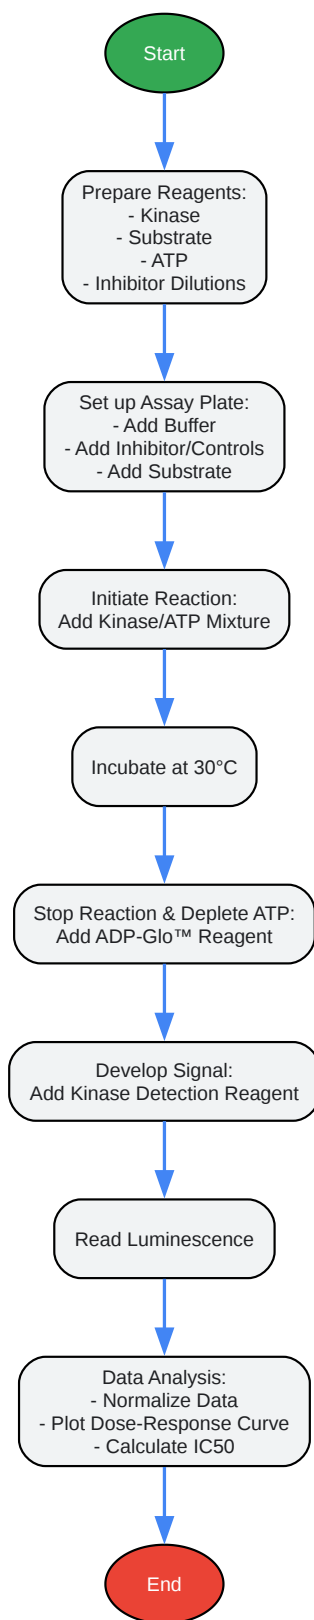 Start
Prepare Reagents:
- Kinase
- Substrate
- ATP
- Inhibitor Dilutions
Set up Assay Plate:
- Add Buffer
- Add Inhibitor/Controls
- Add Substrate
Initiate Reaction:
Add Kinase/ATP Mixture
Incubate at 30°C
Stop Reaction & Deplete ATP:
Add ADP-Glo™ Reagent
Develop Signal:
Add Kinase Detection Reagent
Read Luminescence
Data Analysis:
- Normalize Data
- Plot Dose-Response Curve
- Calculate IC50
End